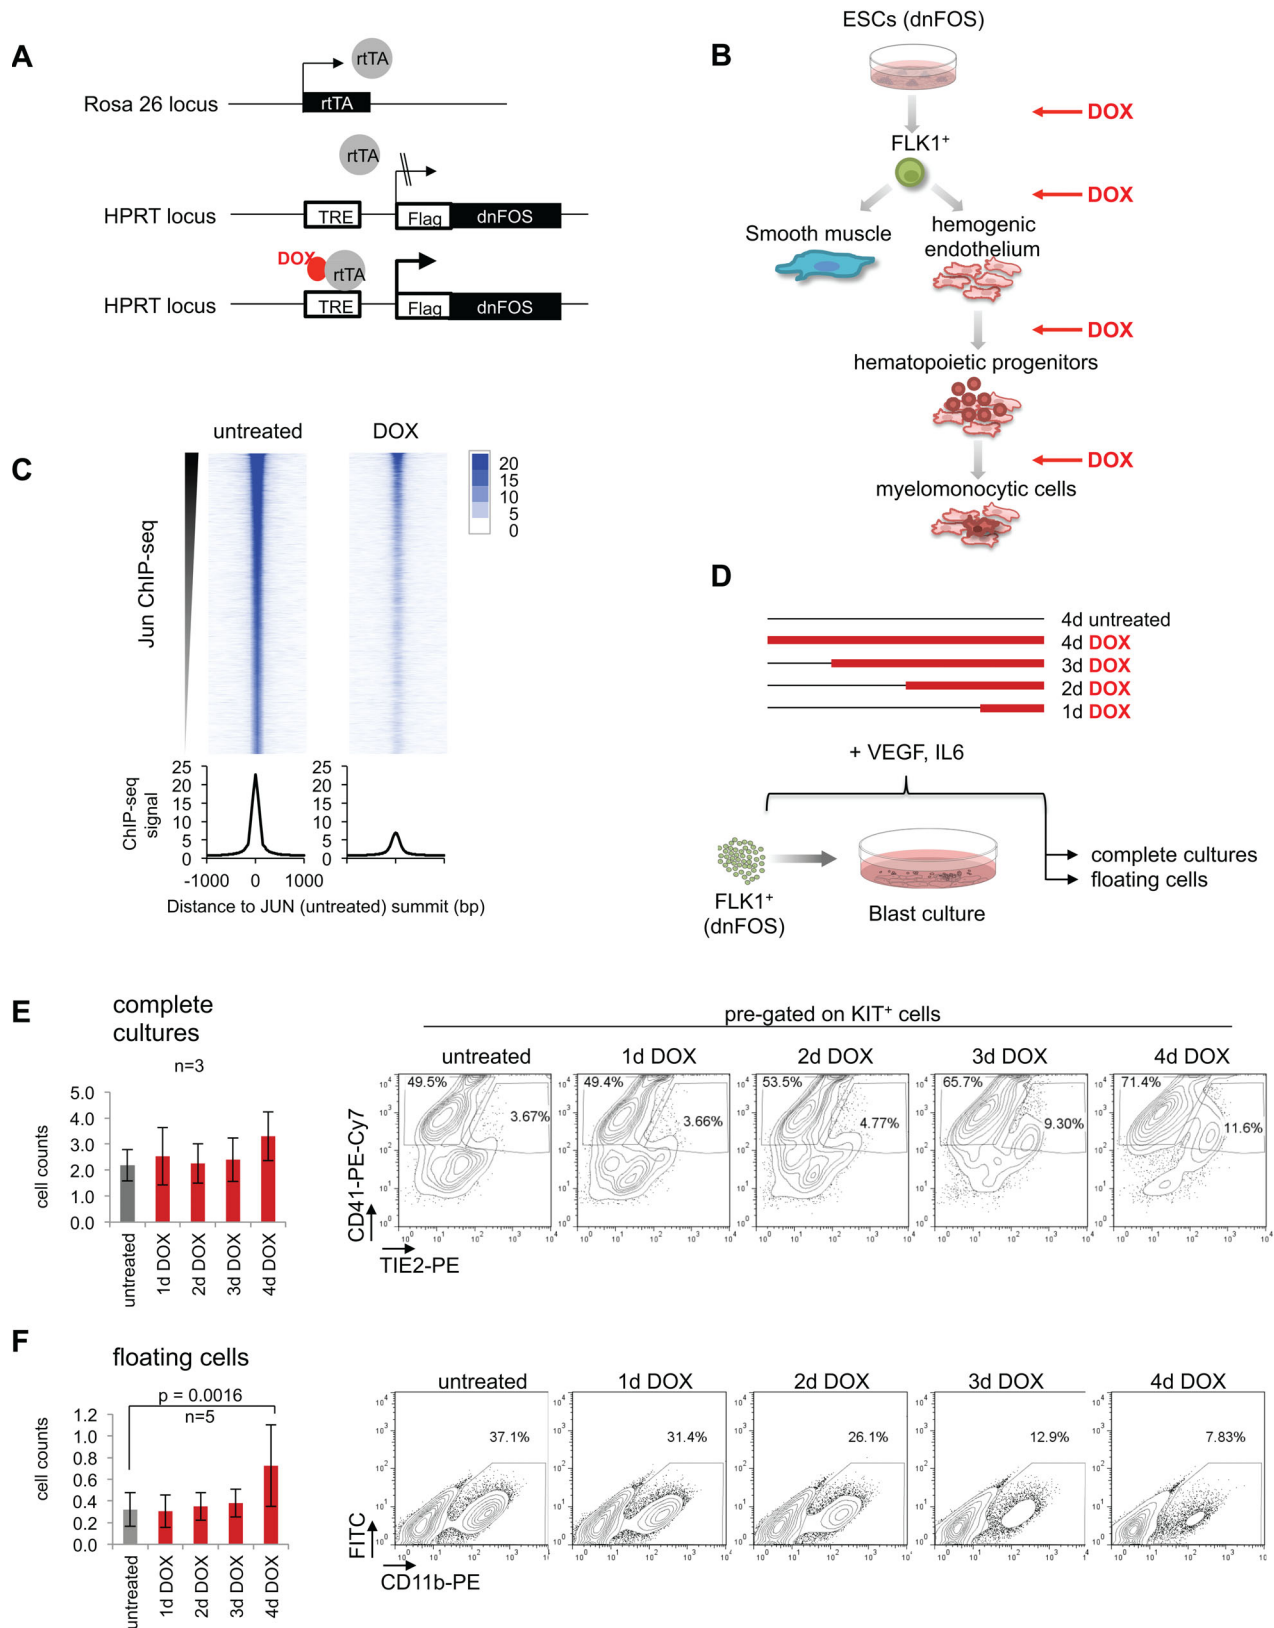 A
rtTA
Rosa 26 locus
rtTA
rtTA
HPRT locus
TRE
Flag
dnFOS
DOX
rtTA
HPRT locus
TRE
Flag
dnFOS
B
ESCs (dnFOS)
DOX
FLK1+
DOX
Smooth muscle
hemogenic
endothelium
DOX
hematopoietic progenitors
DOX
myelomonocytic cells
C
untreated
DOX
20
15
10
5
0
Jun ChIP-seq
ChIP-seq
signal
25
20
15
10
5
0
25
20
15
10
5
0
-1000
0
1000
Distance to JUN (untreated) summit (bp)
D
4d untreated
4d DOX
3d DOX
2d DOX
1d DOX
+ VEGF, IL6
FLK1+
(dnFOS)
Blast culture
complete cultures
floating cells
E
complete
cultures
n=3
cell counts
5.0
4.0
3.0
2.0
1.0
0.0
untreated
1d DOX
2d DOX
3d DOX
4d DOX
pre-gated on KIT+ cells
untreated
1d DOX
2d DOX
3d DOX
4d DOX
49.5%
3.67%
49.4%
3.66%
53.5%
4.77%
65.7%
9.30%
71.4%
11.6%
CD41-PE-Cy7
TIE2-PE
F
floating cells
p = 0.0016
n=5
cell counts
1.2
1.0
0.8
0.6
0.4
0.2
0.0
untreated
1d DOX
2d DOX
3d DOX
4d DOX
untreated
1d DOX
2d DOX
3d DOX
4d DOX
37.1%
31.4%
26.1%
12.9%
7.83%
FITC
CD11b-PE